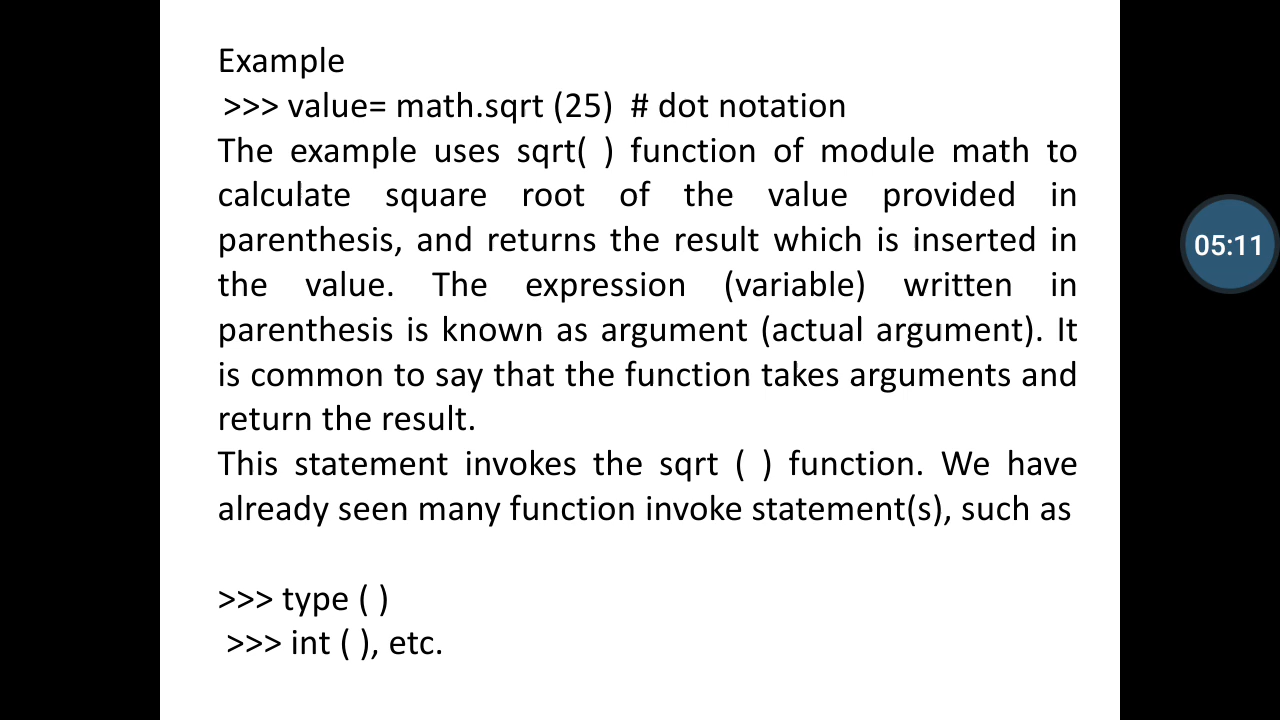 Example
>>> value= math.sqrt (25)  # dot notation
The example uses sqrt( ) function of module math to
calculate square root of the value provided in
parenthesis, and returns the result which is inserted in
the value. The expression (variable) written in
parenthesis is known as argument (actual argument). It
is common to say that the function takes arguments and
return the result.
This statement invokes the sqrt ( ) function. We have
already seen many function invoke statement(s), such as
>>> type ( )
>>> int ( ), etc.
05:11